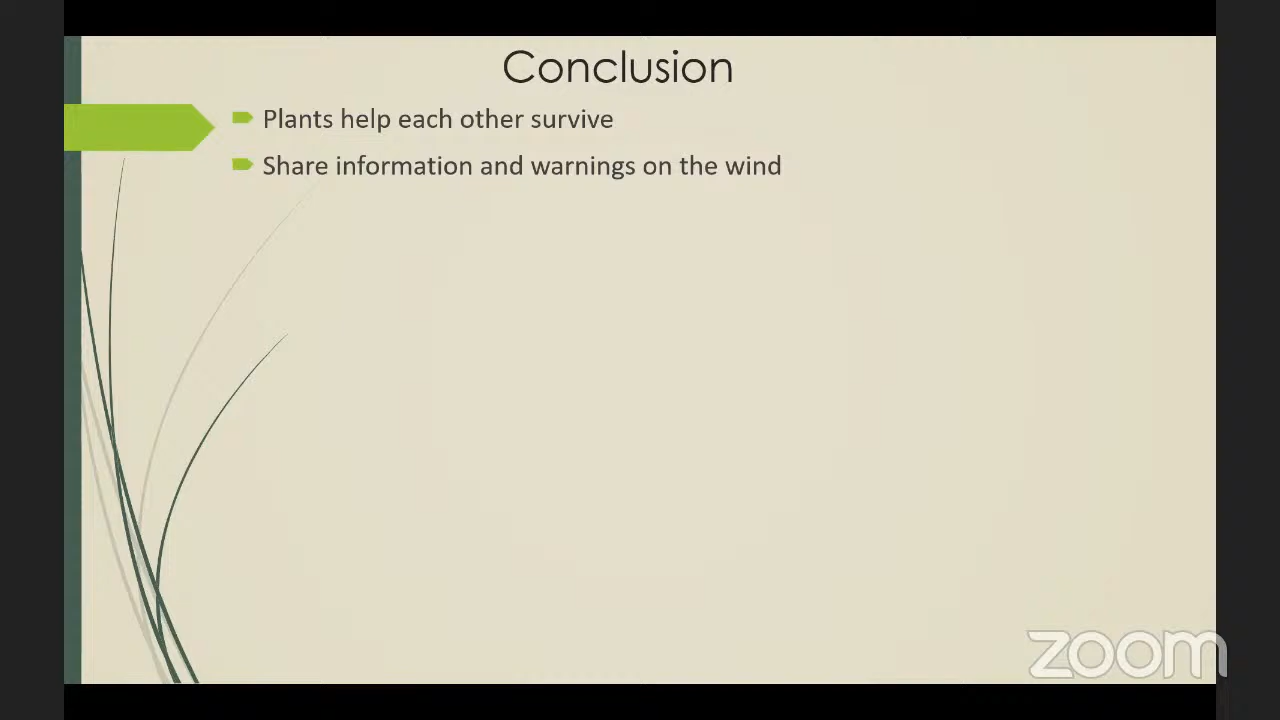 Conclusion
Plants help each other survive
Share information and warnings on the wind
zoom